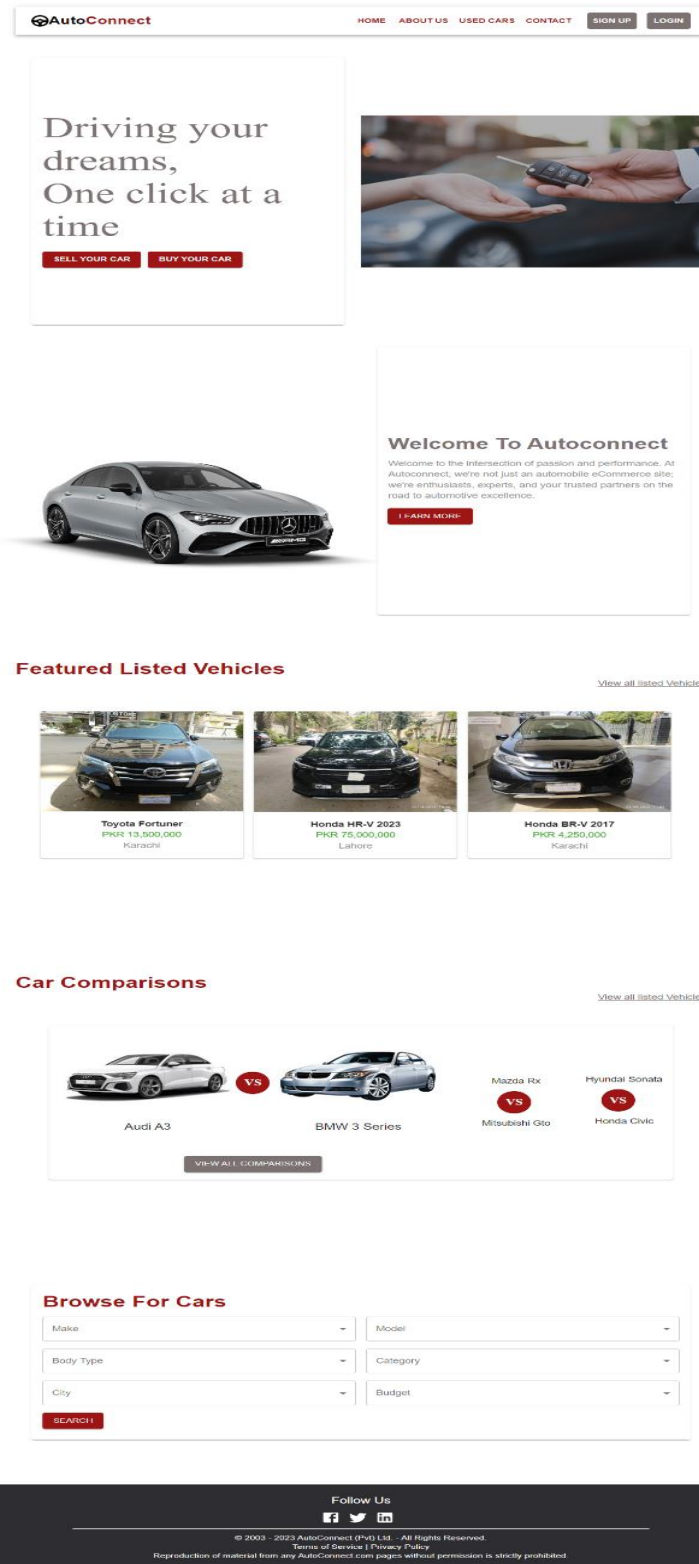 AutoConnect
HOME ABOUT US USED CARS CONTACT SIGN UP LOGIN
Driving your
dreams,
One click at a
time
SELL YOUR CAR BUY YOUR CAR
Welcome To Autoconnect
Welcome to the intersection of passion and performance. At
Autoconnect, we're not just an automobile eCommerce site;
we're enthusiasts, experts, and your trusted partners on the
road to automotive excellence.
LEARN MORE
Featured Listed Vehicles
View all listed Vehicle
Toyota Fortuner
PKR 13,500,000
Karachi
Honda HR-V 2023
PKR 75,000,000
Lahore
Honda BR-V 2017
PKR 4,250,000
Karachi
Car Comparisons
View all listed Vehicle
VS
Audi A3
BMW 3 Series
Mazda Rx
VS
Mitsubishi Gto
Hyundai Sonata
VS
Honda Civic
VIEW ALL COMPARISONS
Browse For Cars
Make
Model
Body Type
Category
City
Budget
SEARCH
Follow Us
© 2003 - 2023 AutoConnect (Pvt) Ltd. - All Rights Reserved.
Terms of Service | Privacy Policy
Reproduction of material from any AutoConnect.com pages without permission is strictly prohibited.